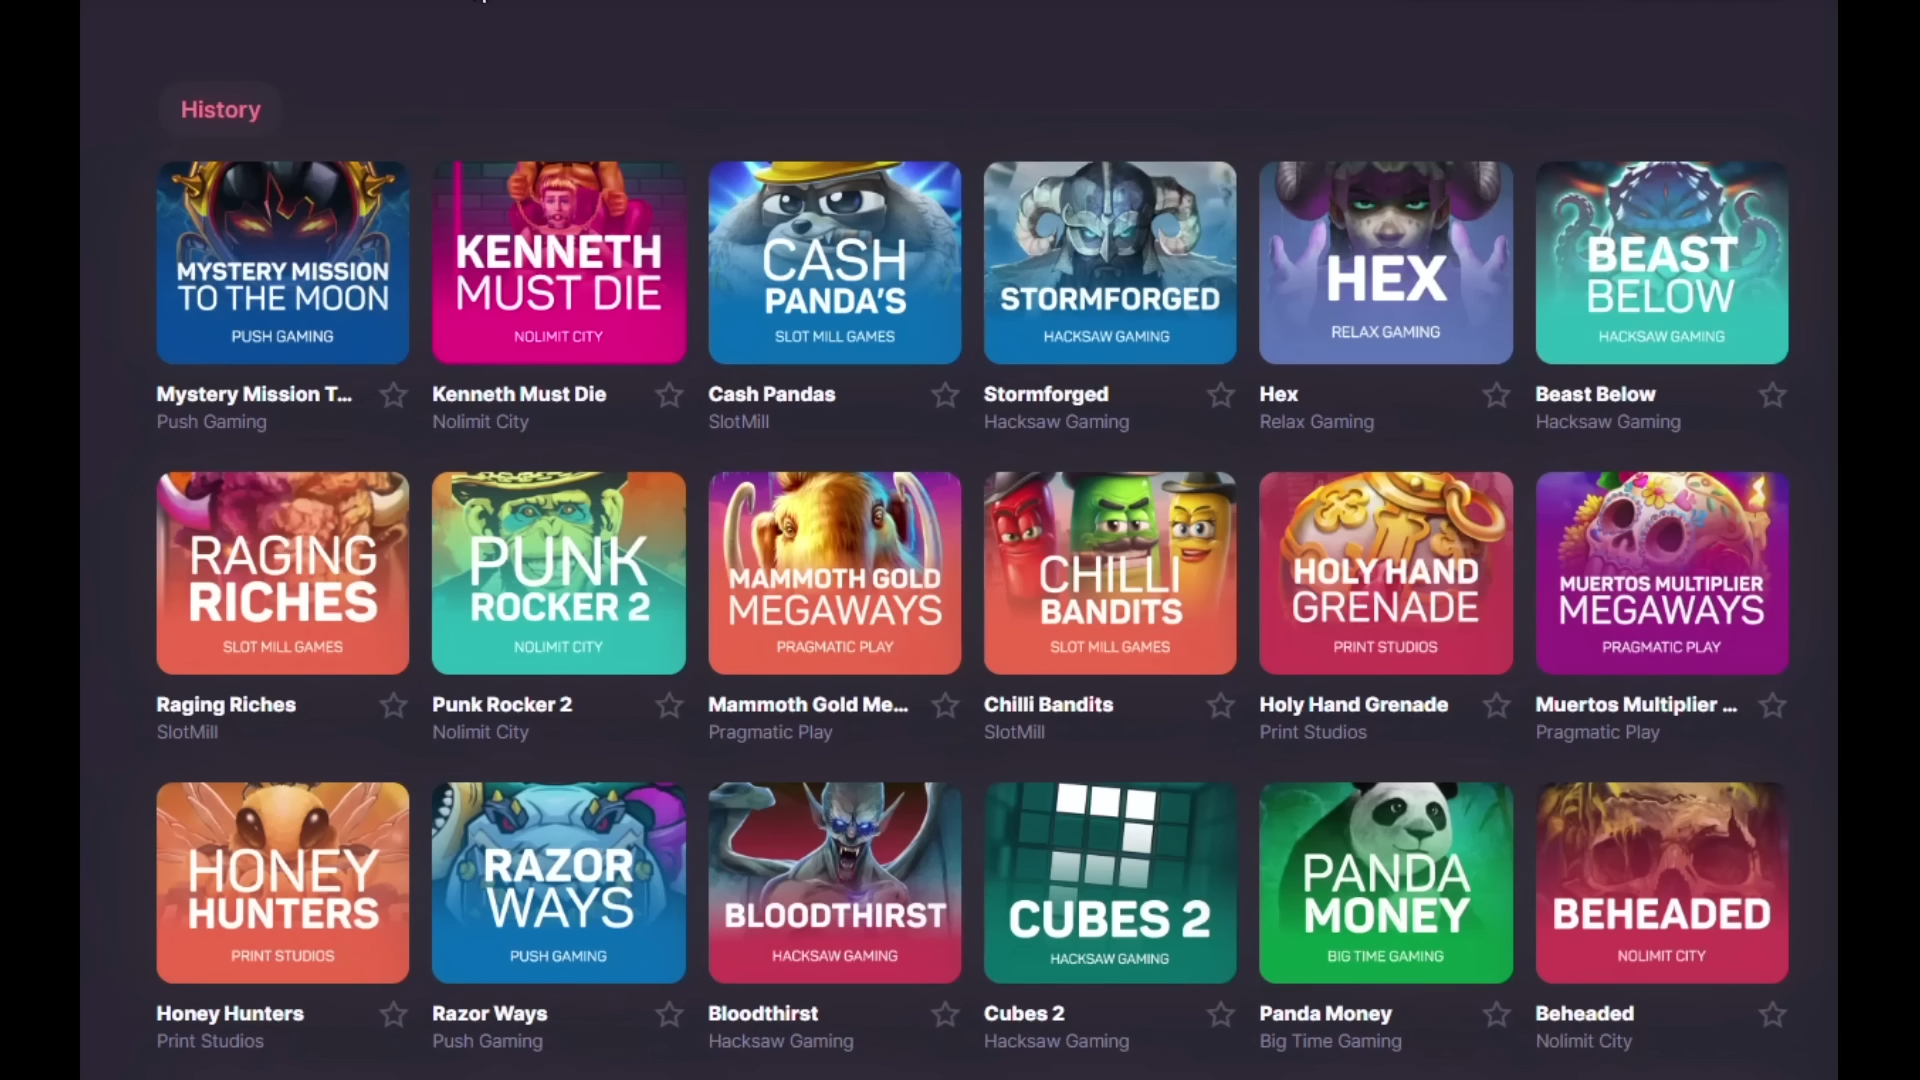 History
MYSTERY MISSION
TO THE MOON
PUSH GAMING
Mystery Mission T...
Push Gaming
KENNETH
MUST DIE
NOLIMIT CITY
Kenneth Must Die
Nolimit City
CASH
PANDA'S
SLOT MILL GAMES
Cash Pandas
SlotMill
STORMFORGED
HACKSAW GAMING
Stormforged
Hacksaw Gaming
HEX
RELAX GAMING
Hex
Relax Gaming
BEAST
BELOW
HACKSAW GAMING
Beast Below
Hacksaw Gaming
RAGING
RICHES
SLOT MILL GAMES
Raging Riches
SlotMill
PUNK
ROCKER 2
NOLIMIT CITY
Punk Rocker 2
Nolimit City
MAMMOTH GOLD
MEGAWAYS
PRAGMATIC PLAY
Mammoth Gold Me...
Pragmatic Play
CHILLI
BANDITS
SLOT MILL GAMES
Chilli Bandits
SlotMill
HOLY HAND
GRENADE
PRINT STUDIOS
Holy Hand Grenade
Print Studios
MUERTOS MULTIPLIER
MEGAWAYS
PRAGMATIC PLAY
Muertos Multiplier ...
Pragmatic Play
HONEY
HUNTERS
PRINT STUDIOS
Honey Hunters
Print Studios
RAZOR
WAYS
PUSH GAMING
Razor Ways
Push Gaming
BLOODTHIRST
HACKSAW GAMING
Bloodthirst
Hacksaw Gaming
CUBES 2
HACKSAW GAMING
Cubes 2
Hacksaw Gaming
PANDA
MONEY
BIG TIME GAMING
Panda Money
Big Time Gaming
BEHEADED
NOLIMIT CITY
Beheaded
Nolimit City